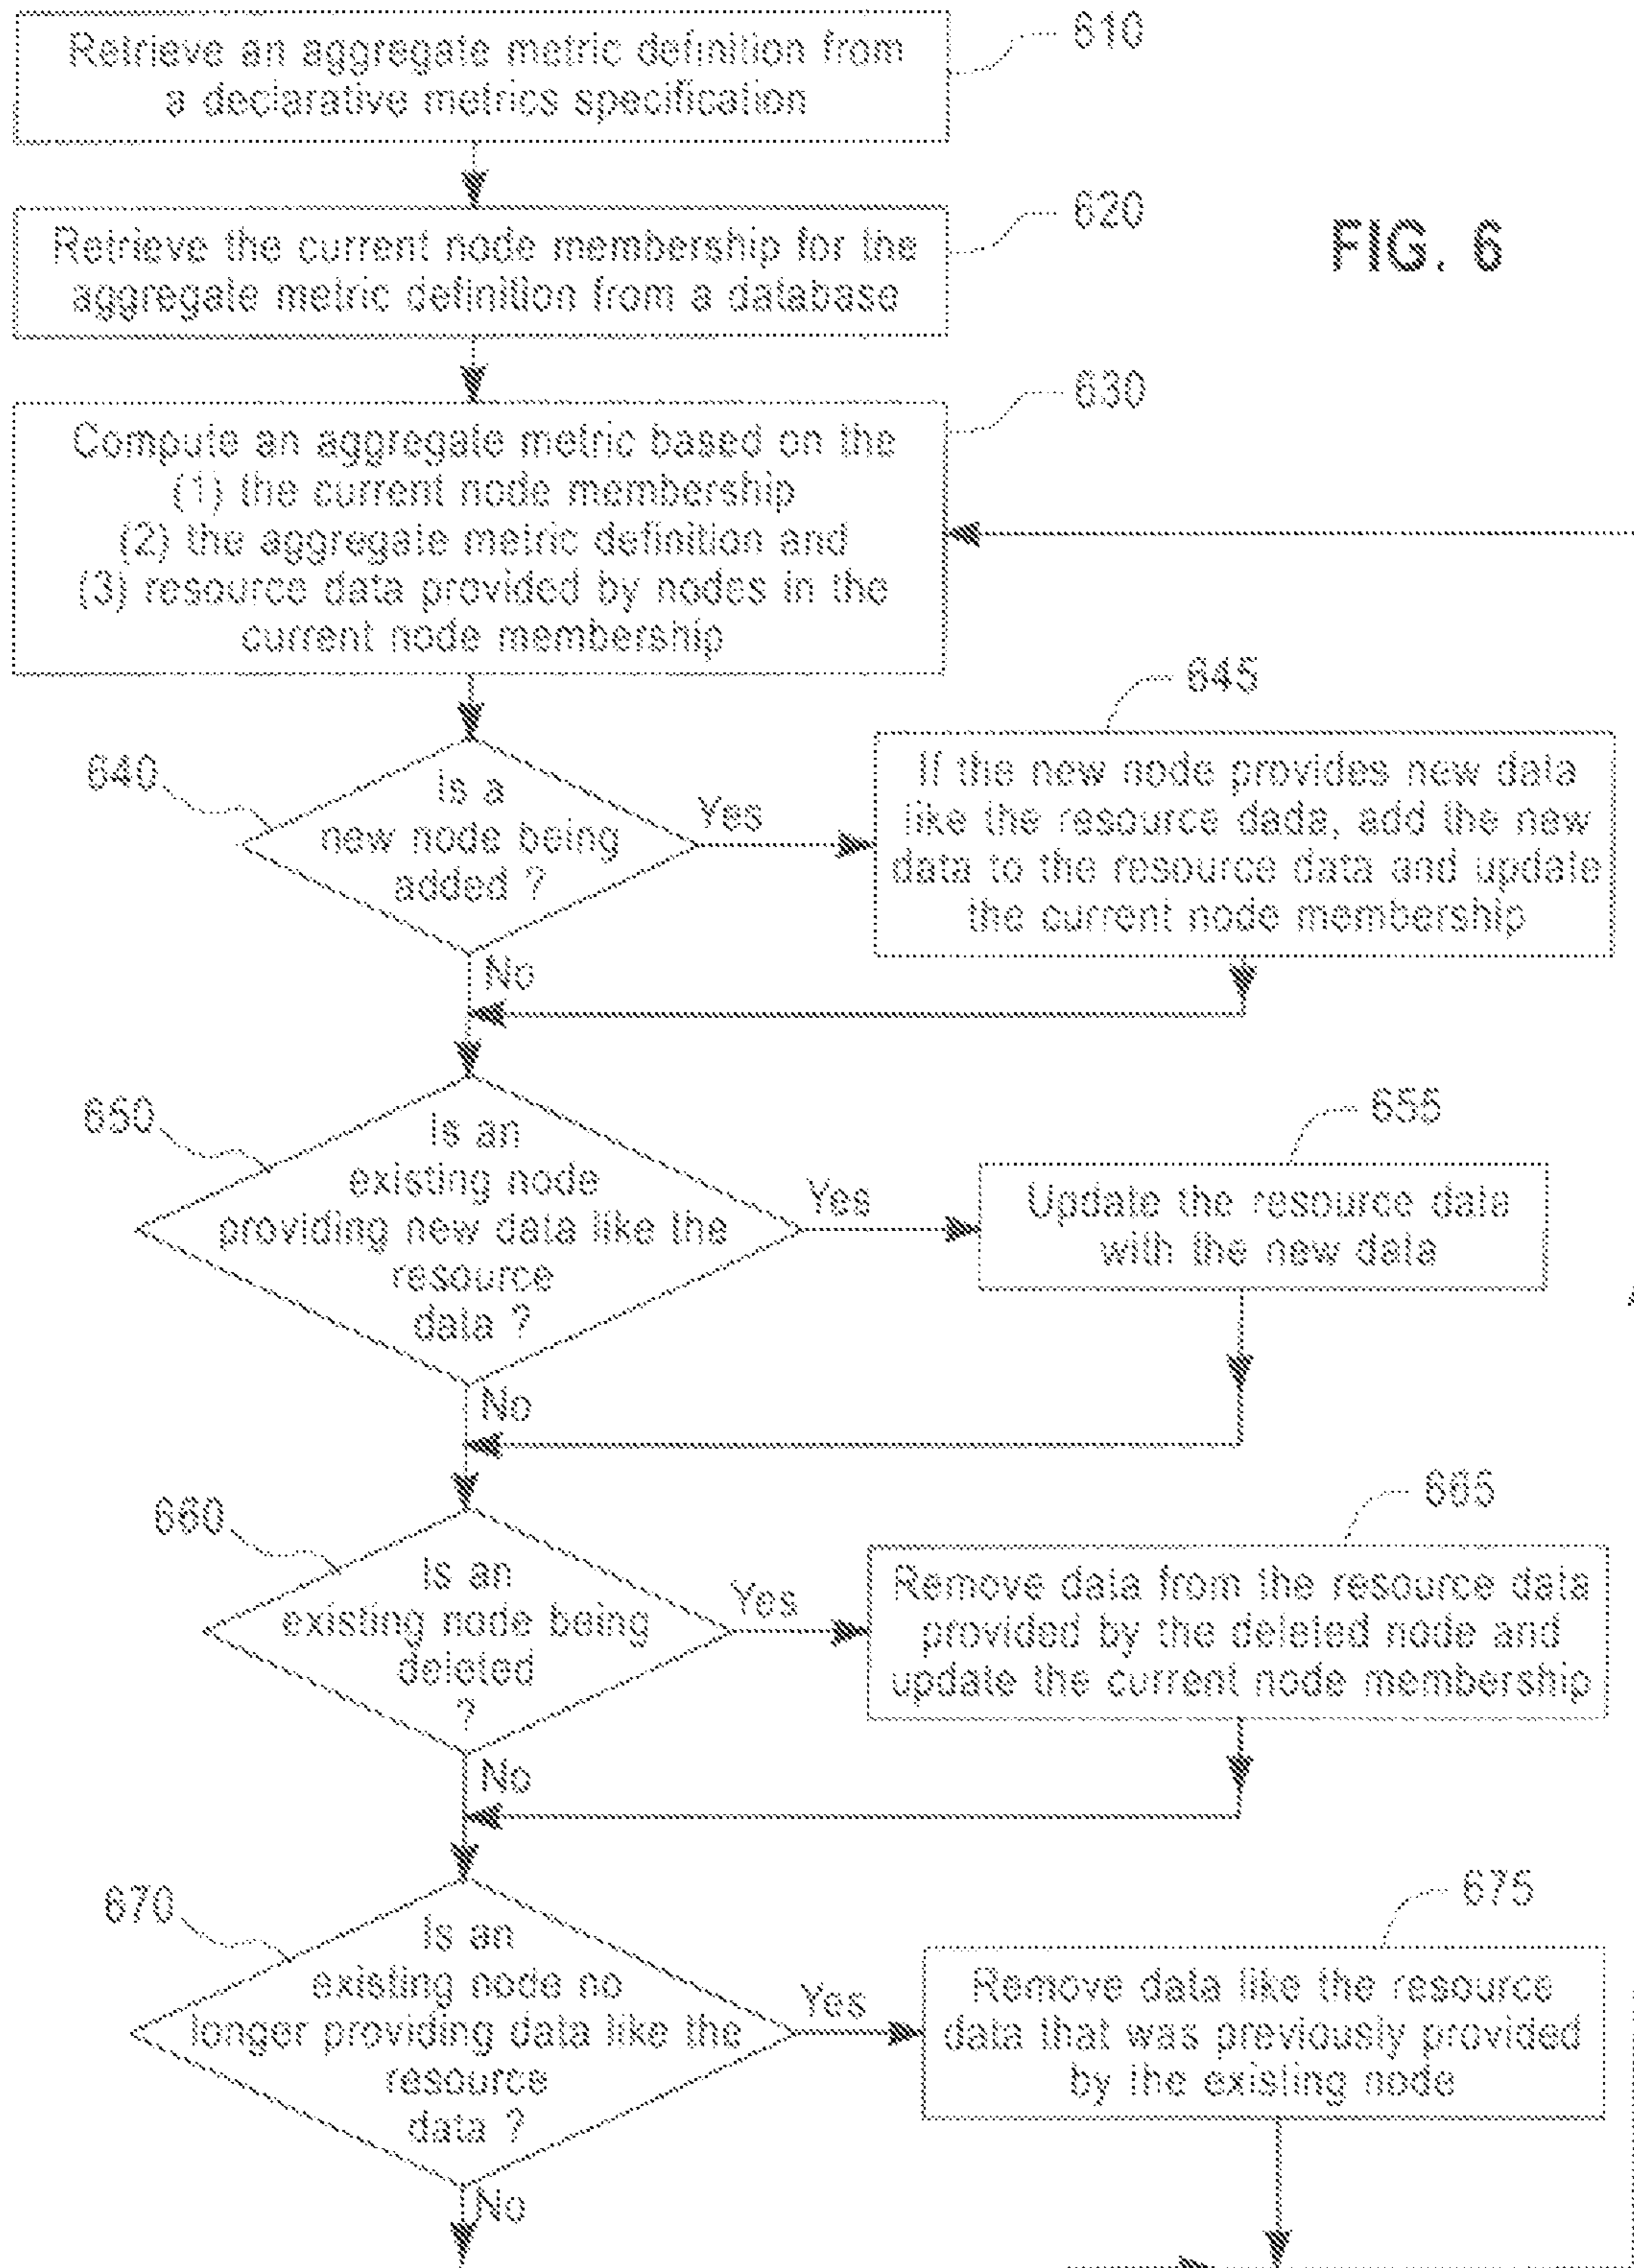 Retrieve an aggregate metric definition from
a declarative metrics specification
610
Retrieve the current node membership for the
aggregate metric definition from a database
620
FIG. 6
Compute an aggregate metric based on the
(1) the current node membership
(2) the aggregate metric definition and
(3) resource data provided by nodes in the
current node membership
630
640
Is a
new node being
added ?
Yes
No
645
If the new node provides new data
like the resource dada, add the new
data to the resource data and update
the current node membership
650
Is an
existing node
providing new data like the
resource
data ?
Yes
No
655
Update the resource data
with the new data
660
Is an
existing node being
deleted
?
Yes
No
665
Remove data from the resource data
provided by the deleted node and
update the current node membership
670
Is an
existing node no
longer providing data like the
resource
data ?
Yes
No
675
Remove data like the resource
data that was previously provided
by the existing node